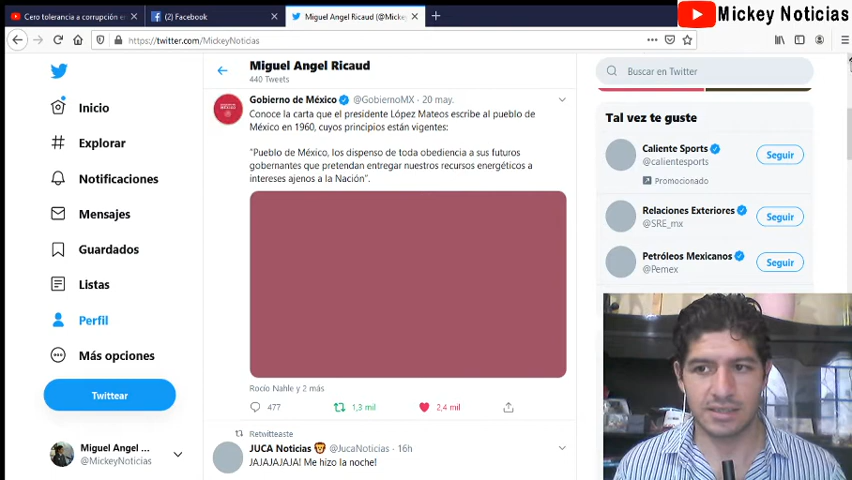 Cero tolerancia a corrupción en
(2) Facebook
Miguel Angel Ricaud (@Micke
Mickey Noticias
https://twitter.com/MickeyNoticias
Miguel Angel Ricaud
440 Tweets
Buscar en Twitter
Inicio
Explorar
Notificaciones
Mensajes
Guardados
Listas
Perfil
Más opciones
Twittear
Miguel Angel ...
@MickeyNoticias
Gobierno de México @GobiernoMX · 20 may.
Conoce la carta que el presidente López Mateos escribe al pueblo de
México en 1960, cuyos principios están vigentes:
"Pueblo de México, los dispenso de toda obediencia a sus futuros
gobernantes que pretendan entregar nuestros recursos energéticos a
intereses ajenos a la Nación".
Rocío Nahle y 2 más
477
1,3 mil
2,4 mil
Retwitteaste
JUCA Noticias @JucaNoticias · 16h
JAJAJAJAJA! Me hizo la noche!
Tal vez te guste
Caliente Sports
@calientesports
Seguir
Promocionado
Relaciones Exteriores
@SRE_mx
Seguir
Petróleos Mexicanos
@Pemex
Seguir